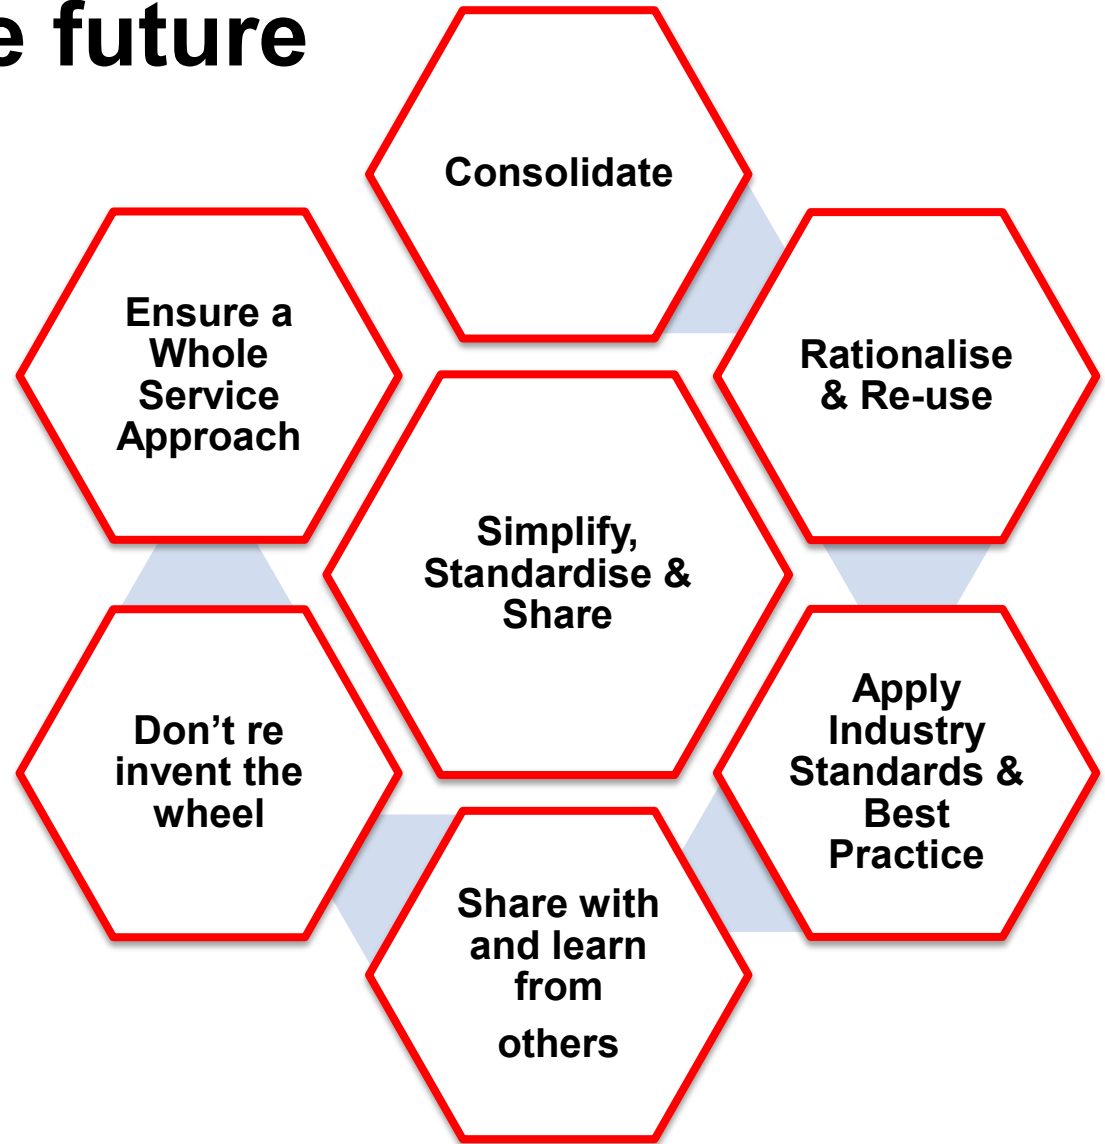 e future
Consolidate
Rationalise
& Re-use
Apply
Industry
Standards &
Best
Practice
Share with
and learn
from
others
Don’t re
invent the
wheel
Ensure a
Whole
Service
Approach
Simplify,
Standardise &
Share